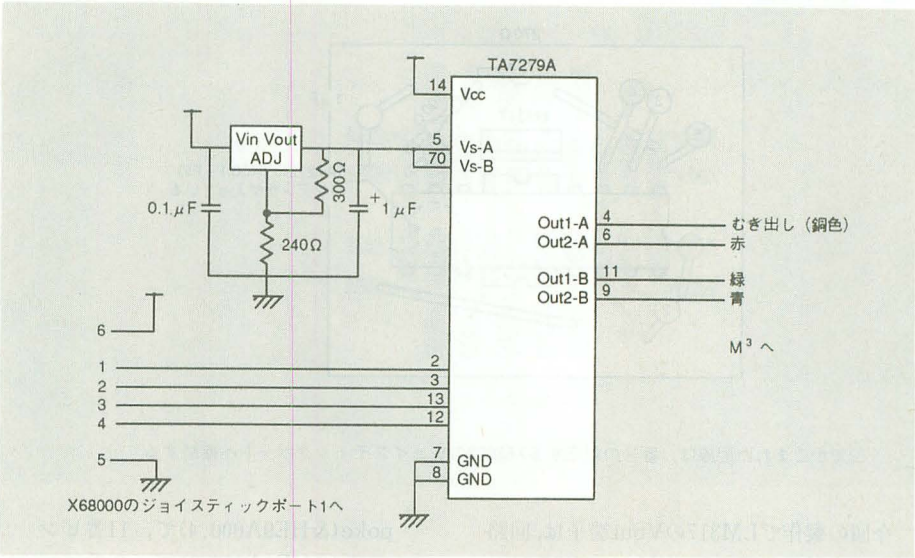 TA7279A
14
Vcc
Vin Vout
ADJ
5
Vs-A
70
Vs-B
300Ω
0.1μF
+
1μF
240Ω
Out1-A
4
むき出し（銅色）
Out2-A
6
赤
Out1-B
11
緑
Out2-B
9
青
6
M³へ
1
2
2
3
3
13
4
12
5
7
GND
8
GND
X68000のジョイスティックポート1へ